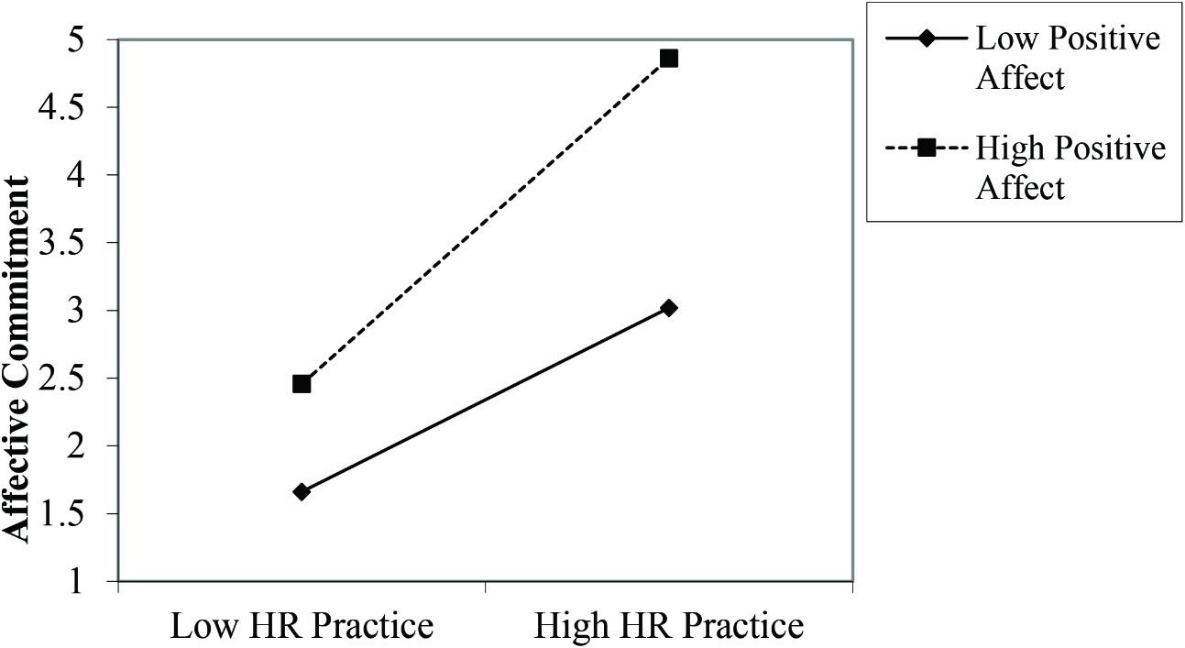 Affective Commitment
5
4.5
4
3.5
3
2.5
2
1.5
1
Low HR Practice
High HR Practice
Low Positive
Affect
High Positive
Affect